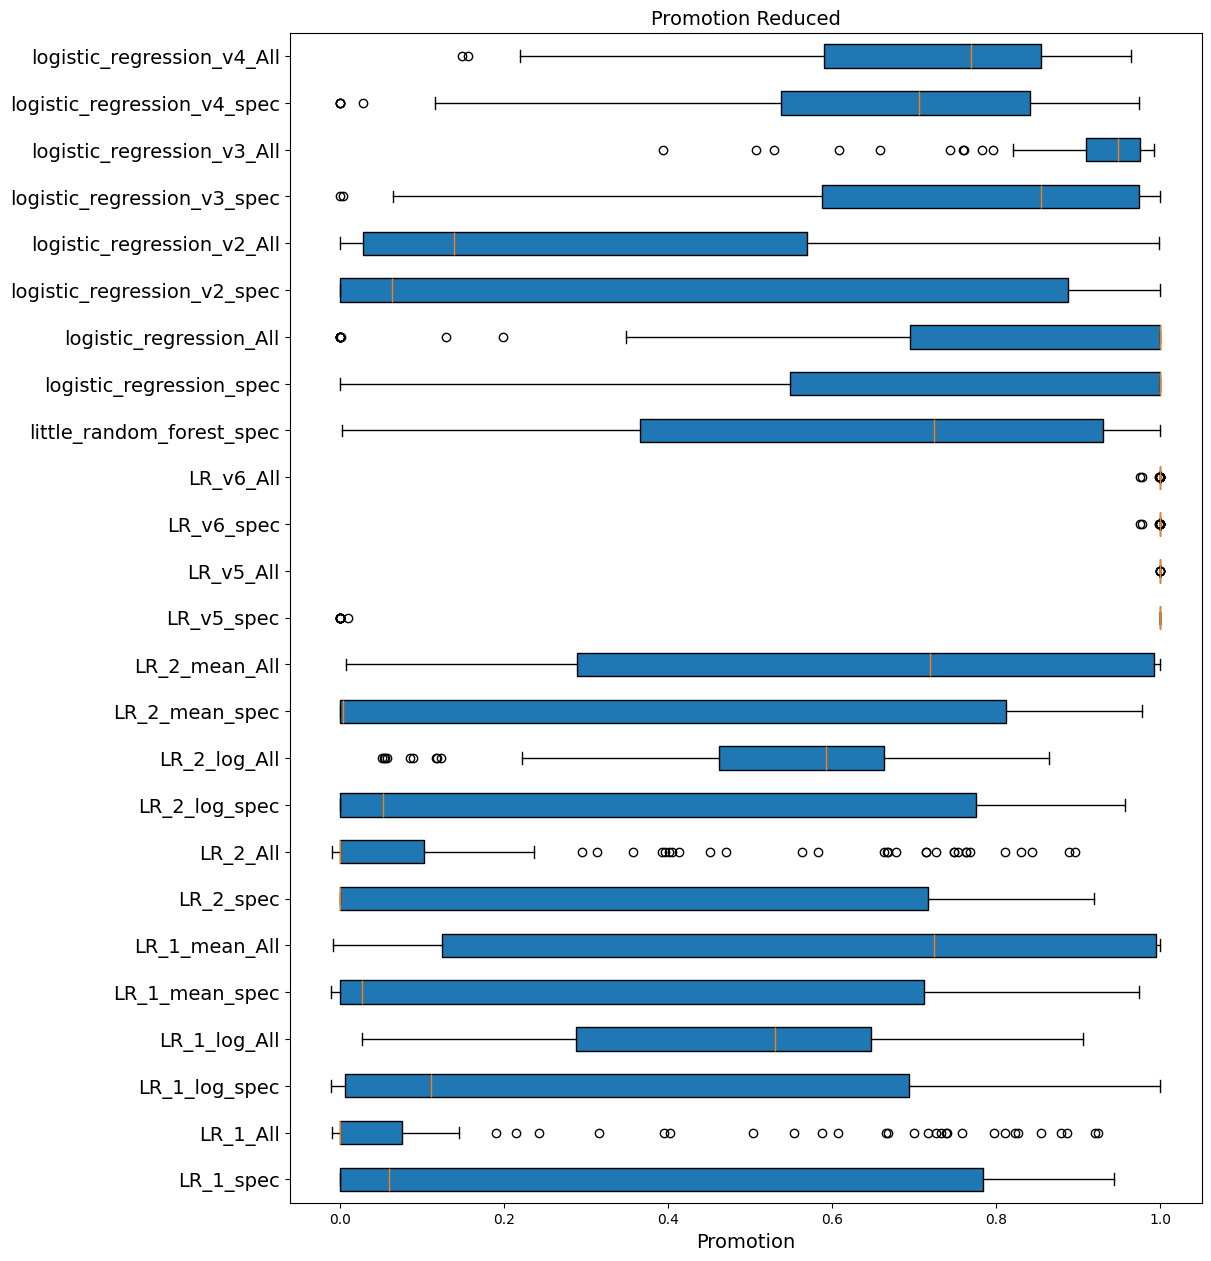 Promotion Reduced
logistic_regression_v4_All
logistic_regression_v4_spec
logistic_regression_v3_All
logistic_regression_v3_spec
logistic_regression_v2_All
logistic_regression_v2_spec
logistic_regression_All
logistic_regression_spec
little_random_forest_spec
LR_v6_All
LR_v6_spec
LR_v5_All
LR_v5_spec
LR_2_mean_All
LR_2_mean_spec
LR_2_log_All
LR_2_log_spec
LR_2_All
LR_2_spec
LR_1_mean_All
LR_1_mean_spec
LR_1_log_All
LR_1_log_spec
LR_1_All
LR_1_spec
0.0 0.2 0.4 0.6 0.8 1.0
Promotion